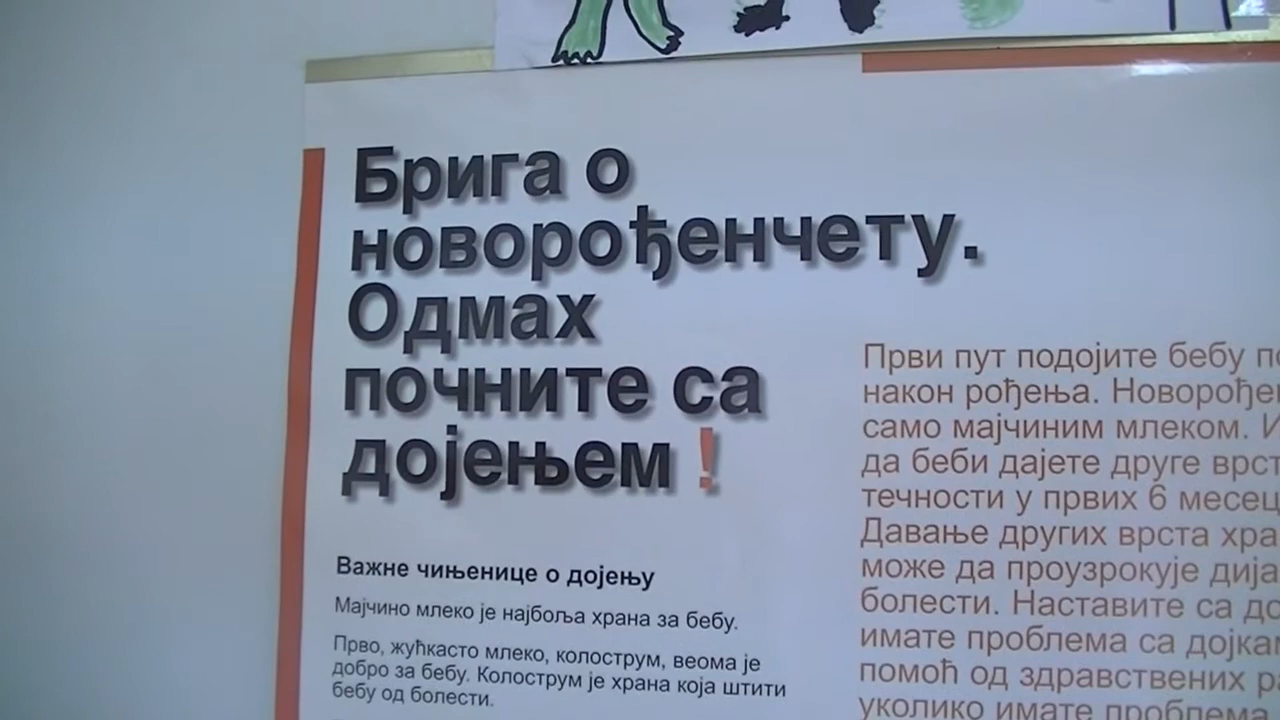 Брига о
новорођенчету.
Одмах
почните са
дојењем !
Важне чињенице о дојењу
Мајчино млеко је најбоља храна за бебу.
Прво, жућкасто млеко, колострум, веома је
добро за бебу. Колострум је храна која штити
бебу од болести.
Први пут подојите бебу
након рођења.
само мајчиним млеком.
да беби дајете друге
течности у првих 6
Давање других врста
може да проузрокује
болести. Наставите са
имате проблема са
помоћ од здравствених
уколико имате проблема